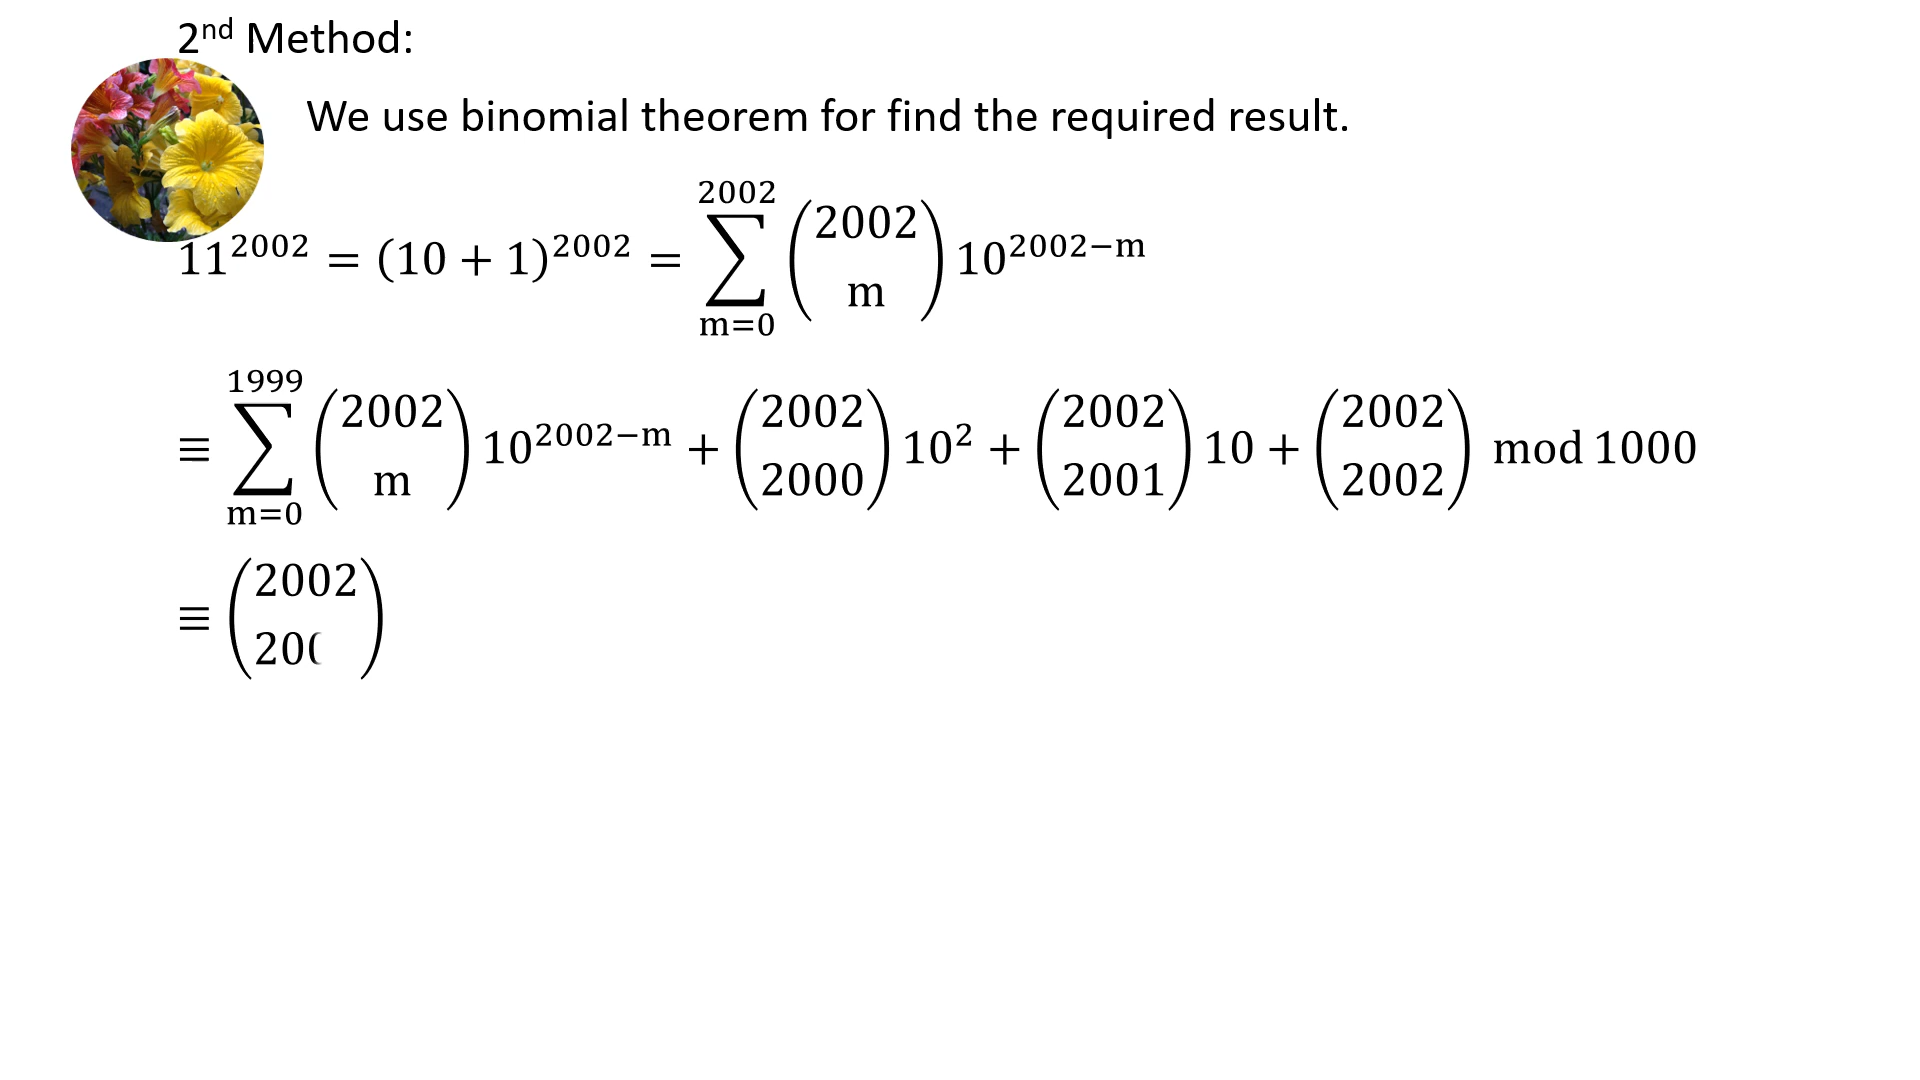 2nd Method:
We use binomial theorem for find the required result.
11^2002 = (10 + 1)^2002 = ∑_{m=0}^{2002} (2002 m) 10^{2002−m}
≡ ∑_{m=0}^{1999} (2002 m) 10^{2002−m} + (2002 2000) 10^2 + (2002 2001) 10 + (2002 2002) mod 1000
≡ (2002